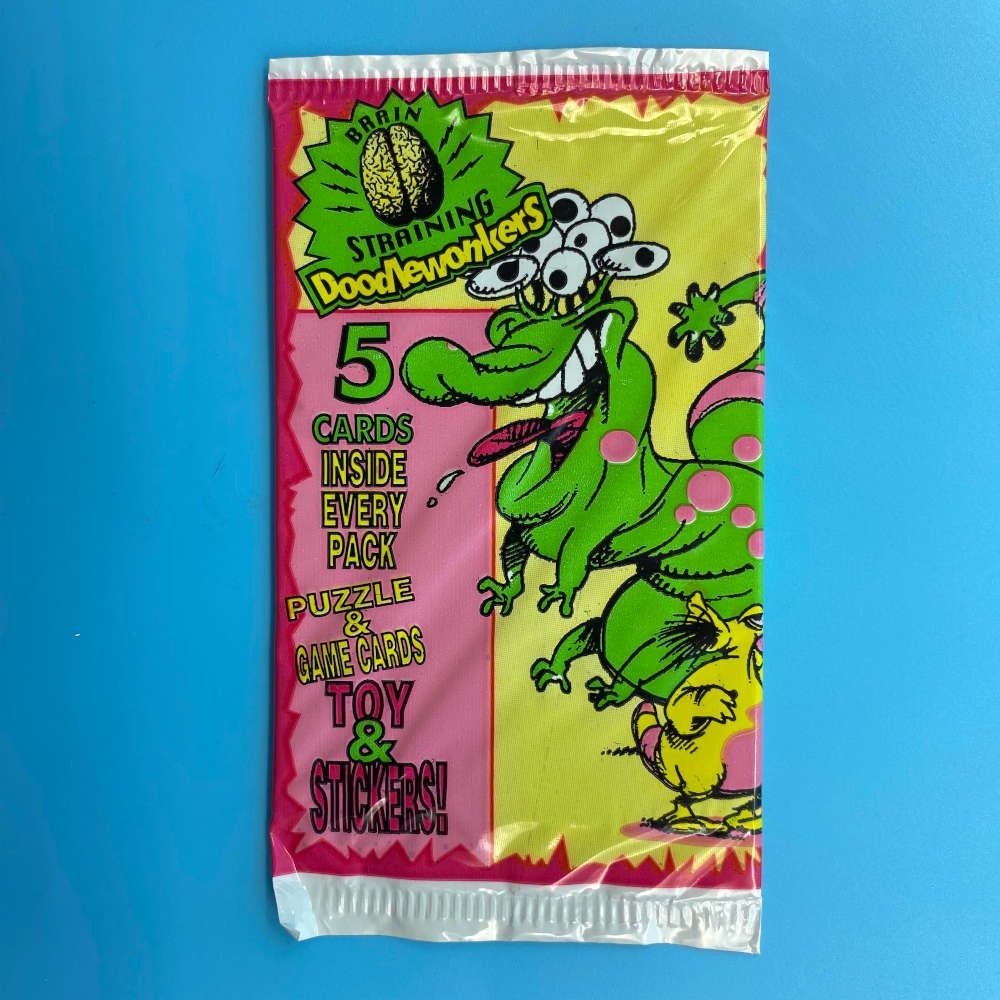 BRAIN
STRAINING
Doodlewonkers
5
CARDS
INSIDE
EVERY
PACK
PUZZLE
&
GAME CARDS
TOY
&
STICKERS!